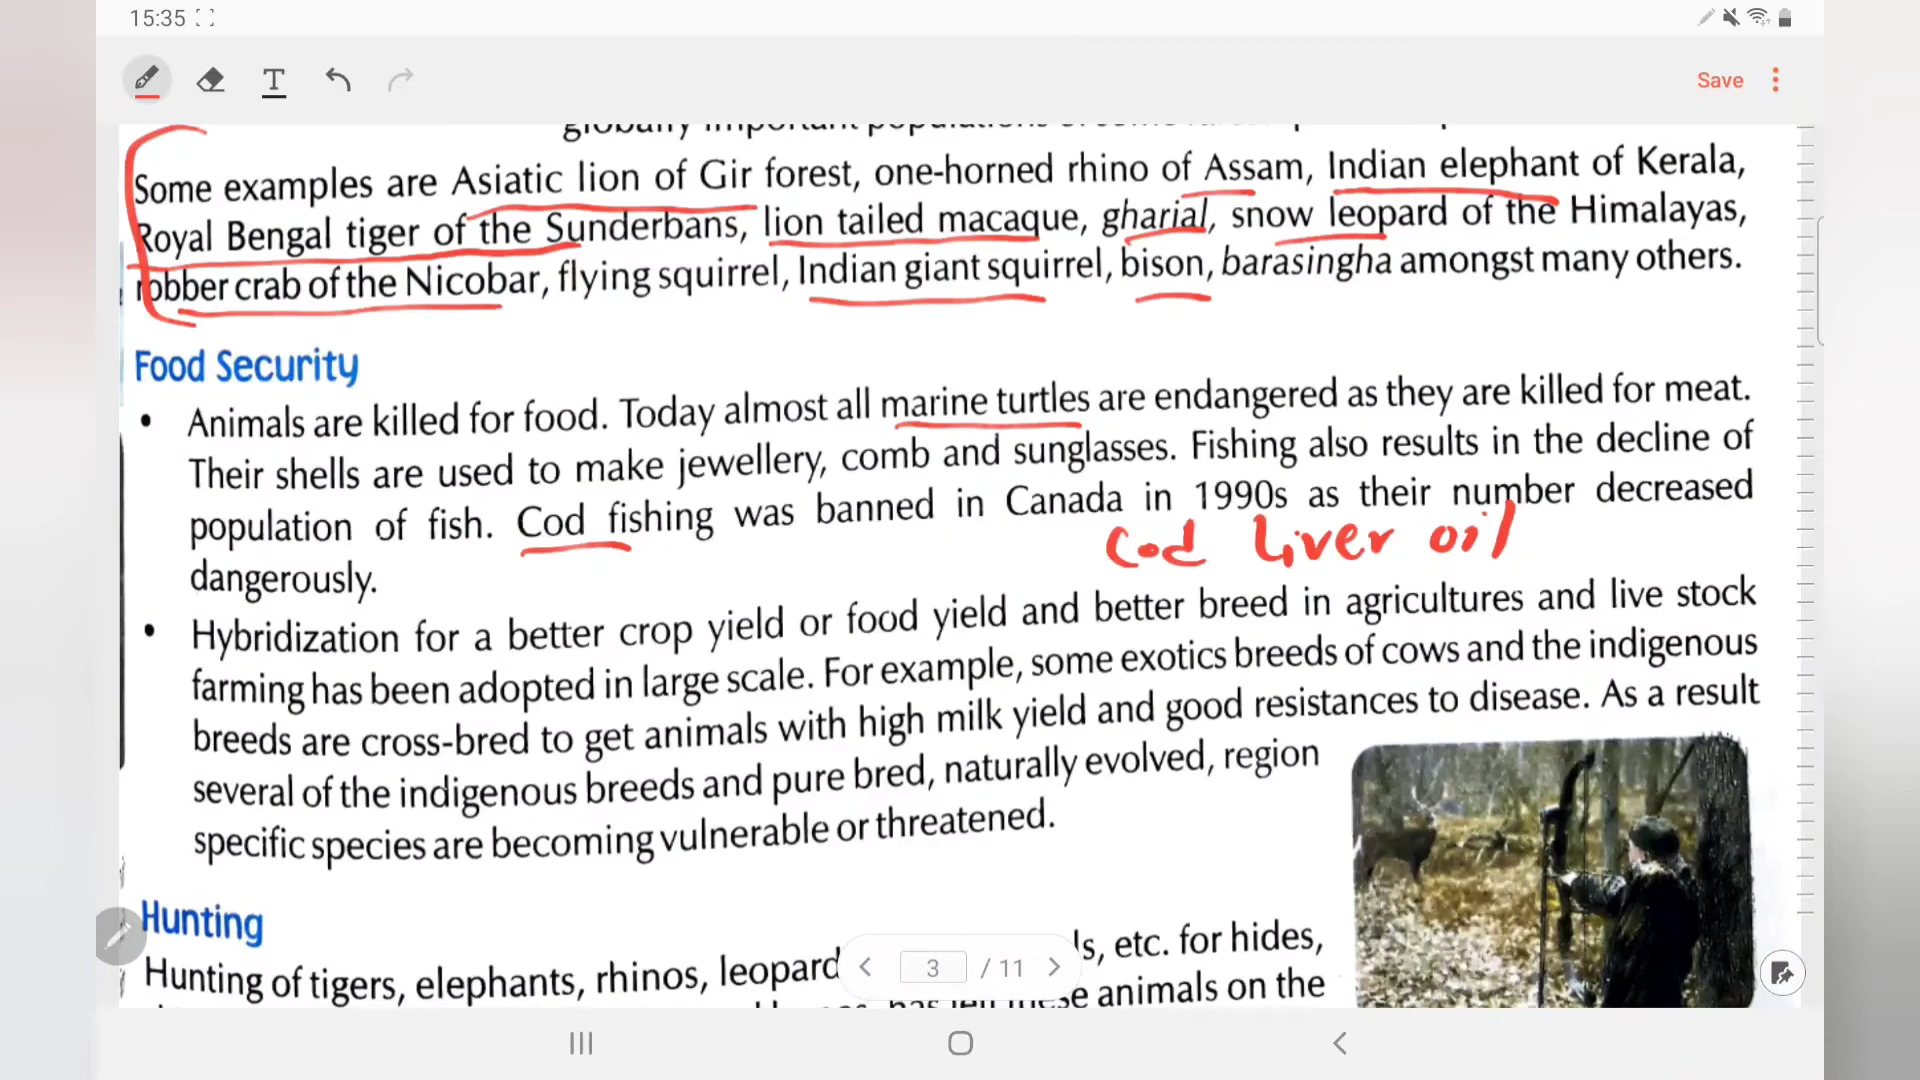 15:35
T
Save
Some examples are Asiatic lion of Gir forest, one-horned rhino of Assam, Indian elephant of Kerala,
Royal Bengal tiger of the Sunderbans, lion tailed macaque, gharial, snow leopard of the Himalayas,
robber crab of the Nicobar, flying squirrel, Indian giant squirrel, bison, barasingha amongst many others.
Food Security
• Animals are killed for food. Today almost all marine turtles are endangered as they are killed for meat.
Their shells are used to make jewellery, comb and sunglasses. Fishing also results in the decline of
population of fish. Cod fishing was banned in Canada in 1990s as their number decreased
Cod Liver oil
dangerously.
• Hybridization for a better crop yield or food yield and better breed in agricultures and live stock
farming has been adopted in large scale. For example, some exotics breeds of cows and the indigenous
breeds are cross-bred to get animals with high milk yield and good resistances to disease. As a result
several of the indigenous breeds and pure bred, naturally evolved, region
specific species are becoming vulnerable or threatened.
Hunting
Hunting of tigers, elephants, rhinos, leopard ls, etc. for hides,
animals on the
3 / 11